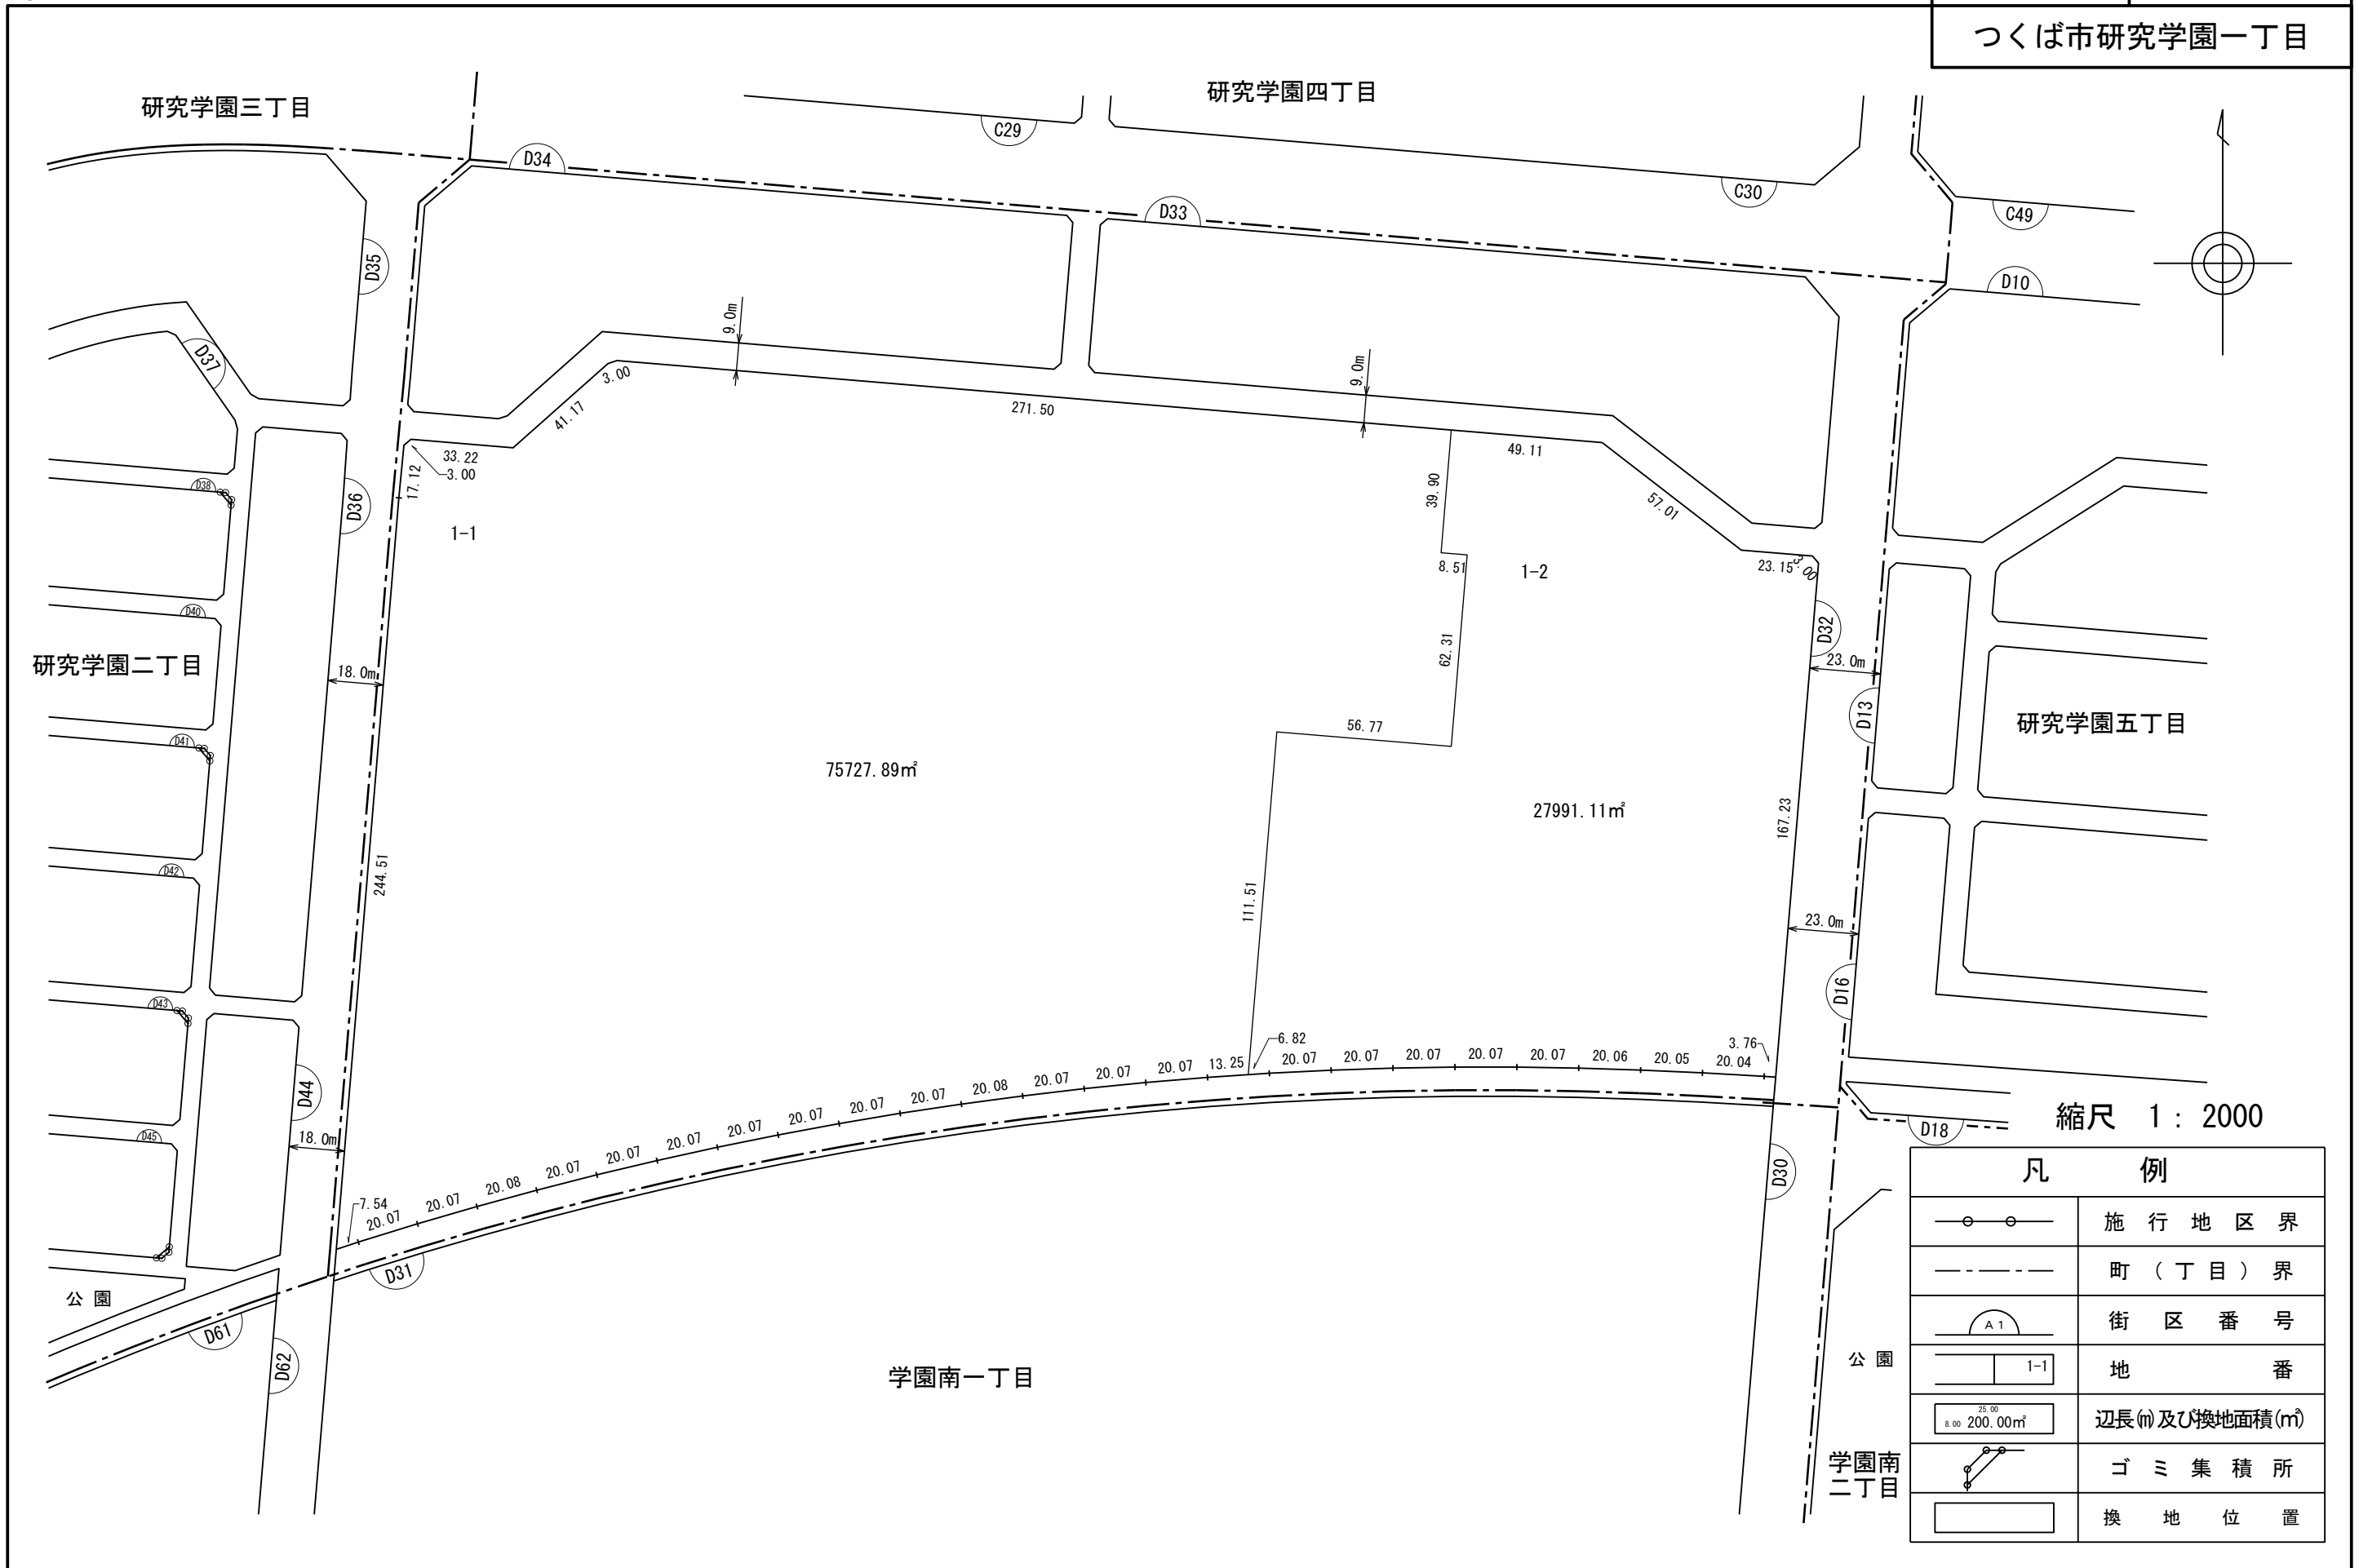 つくば市研究学園一丁目
研究学園三丁目
研究学園四丁目
C29
D34
C30
D33
C49
D10
D35
9.0m
D37
9.0m
3.00
41.17
271.50
49.11
33.22
3.00
17.12
D38
D36
39.90
57.01
1-1
8.51
1-2
23.15
3.00
D40
D32
62.31
研究学園二丁目
18.0m
23.0m
D13
研究学園五丁目
56.77
D41
75727.89㎡
27991.11㎡
167.23
D42
244.51
111.51
23.0m
D16
D43
D44
6.82
3.76
20.07
20.07
20.07
20.07
20.07
20.06
20.05
20.04
7.54
20.07
20.07
20.08
20.07
20.07
20.07
20.07
20.07
20.07
20.07
20.08
20.07
20.07
20.07
13.25
D45
18.0m
D18
D30
D31
公 園
D61
D62
学園南一丁目
公 園
学園南
二丁目
縮尺 1: 2000
凡 例
施 行 地 区 界
町 ( 丁 目 ) 界
A1
街 区 番 号
1-1
地 番
25.00
8.00 200.00㎡
辺長(m)及び換地面積(㎡)
ゴ ミ 集 積 所
換 地 位 置